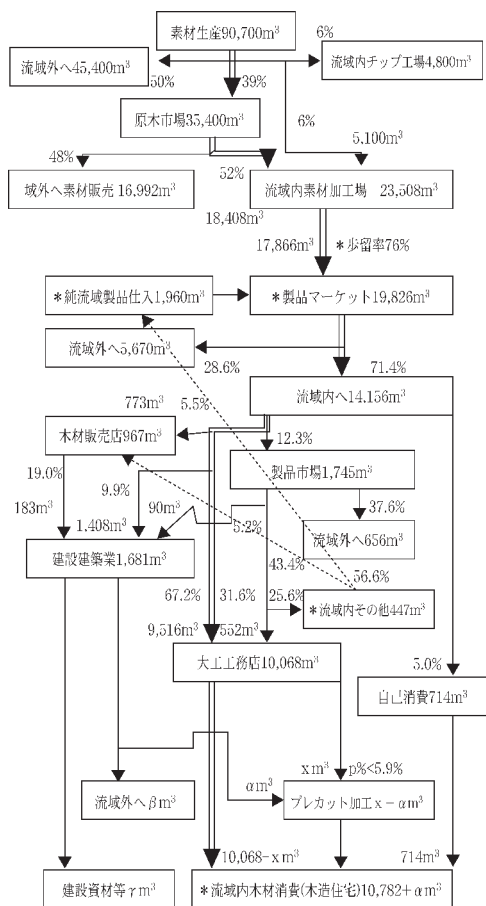 素材生産90,700m³
6%
流域外へ45,400m³
流域内チップ工場4,800m³
50%
39%
原木市場35,400m³
6%
5,100m³
48%
52%
域外へ素材販売 16.992m³
流域内素材加工場 23,508m³
18,408m³
17,866m³
*歩留率76%
*純流域製品仕入1,960m³
*製品マーケット19,826m³
流域外へ5,670m³
28.6%
71.4%
流域内へ14.156m³
773m³
5.5%
木材販売店967m³
12.3%
製品市場1,745m³
19.0%
9.9%
90m³
37.6%
183m³
1,408m³
5.2%
流域外へ656m³
建設建築業1,681m³
43.4%
56.6%
67.2%
31.6%
25.6%
*流域内その他447m³
9,516m³
552m³
大工工務店10,068m³
5.0%
自己消費714m³
xm³
p%<5.9%
αm³
流域外へβm³
プレカット加工x−αm³
10,068-xm³
714m³
建設資材等γm³
*流域内木材消費(木造住宅)10,782+αm³